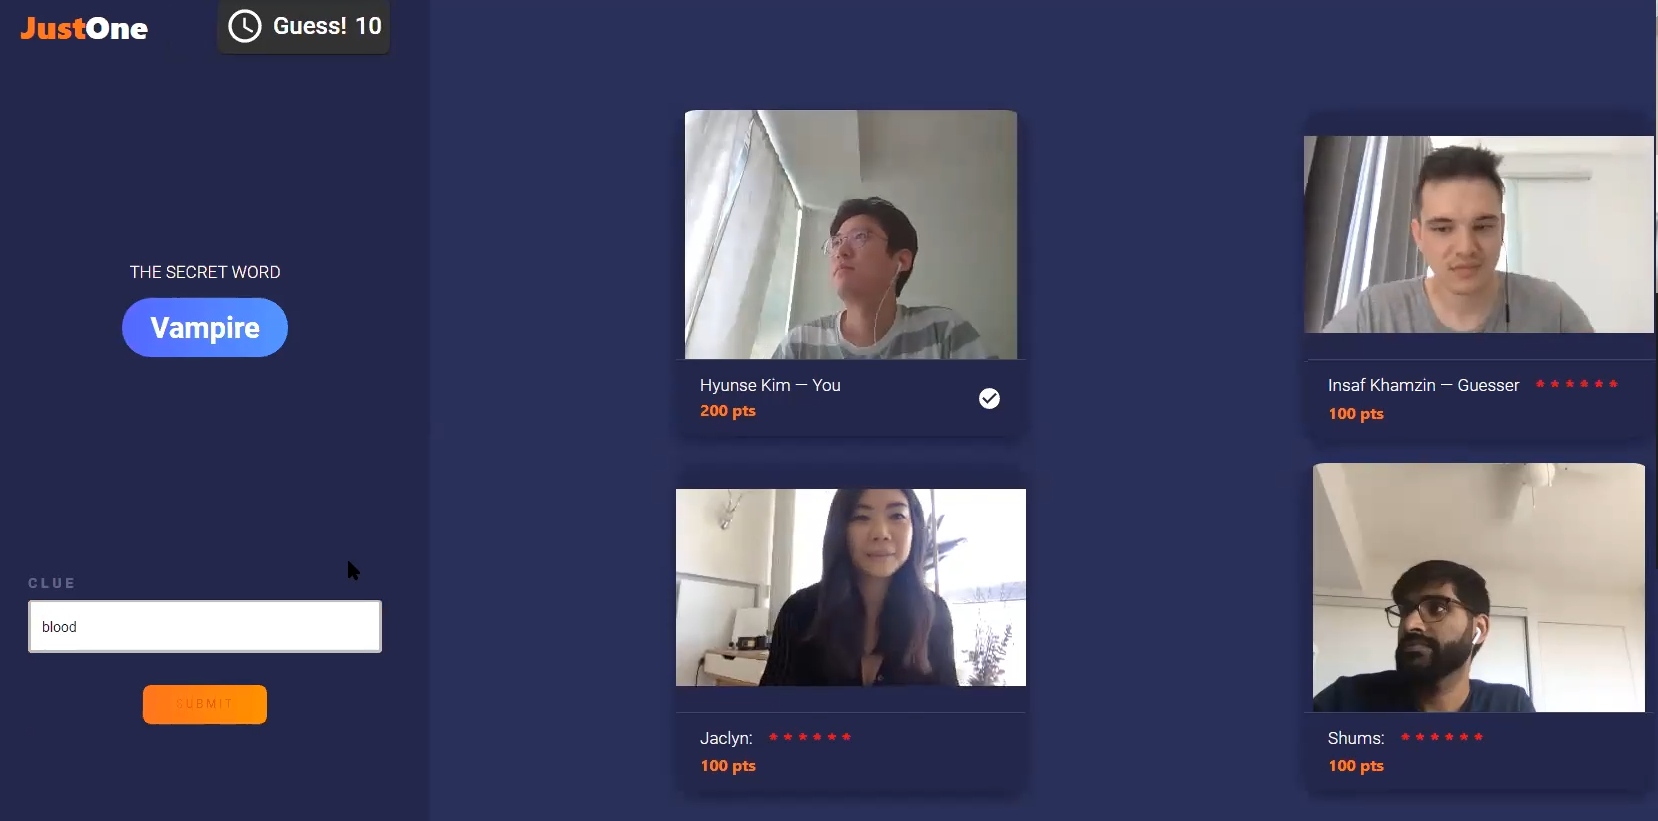 JustOne
Guess! 10
THE SECRET WORD
Vampire
CLUE
blood
SUBMIT
Hyunse Kim — You
200 pts
Insaf Khamzin — Guesser ******
100 pts
Jaclyn: ******
100 pts
Shums: ******
100 pts